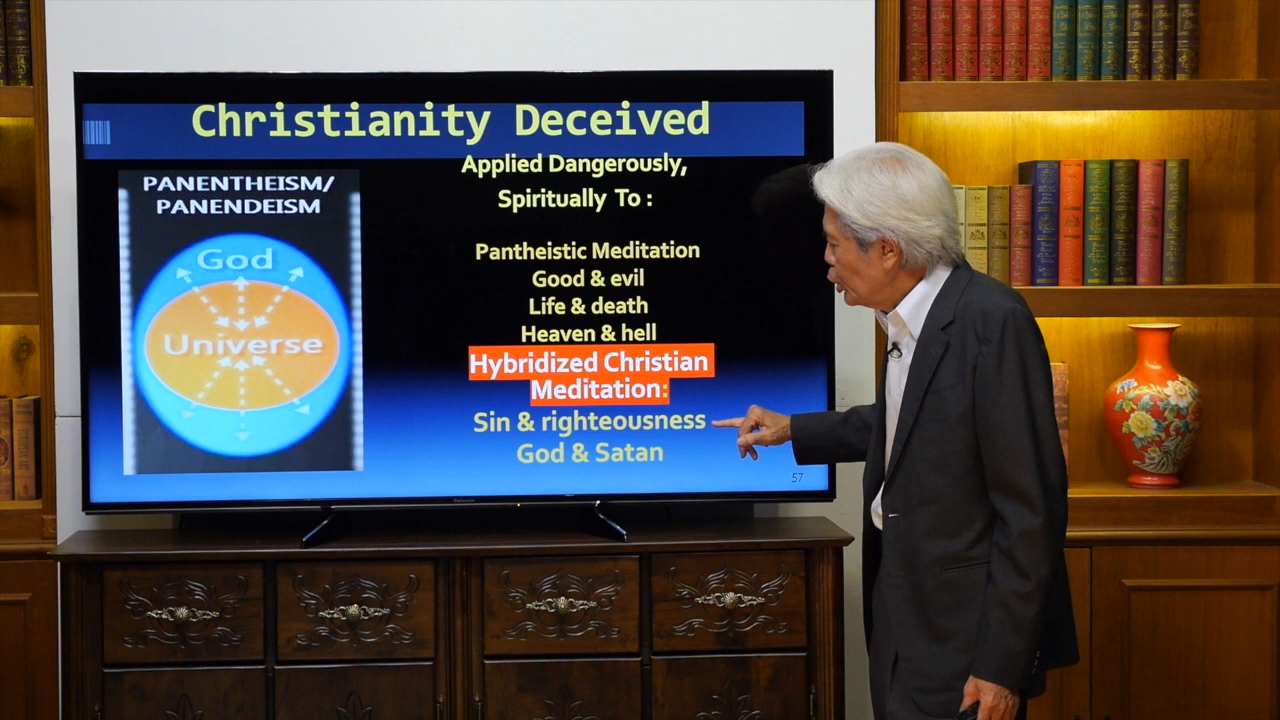 Christianity Deceived
PANENTHEISM/
PANENDEISM
God
Universe
Applied Dangerously,
Spiritually To :
Pantheistic Meditation
Good & evil
Life & death
Heaven & hell
Hybridized Christian
Meditation:
Sin & righteousness
God & Satan
57